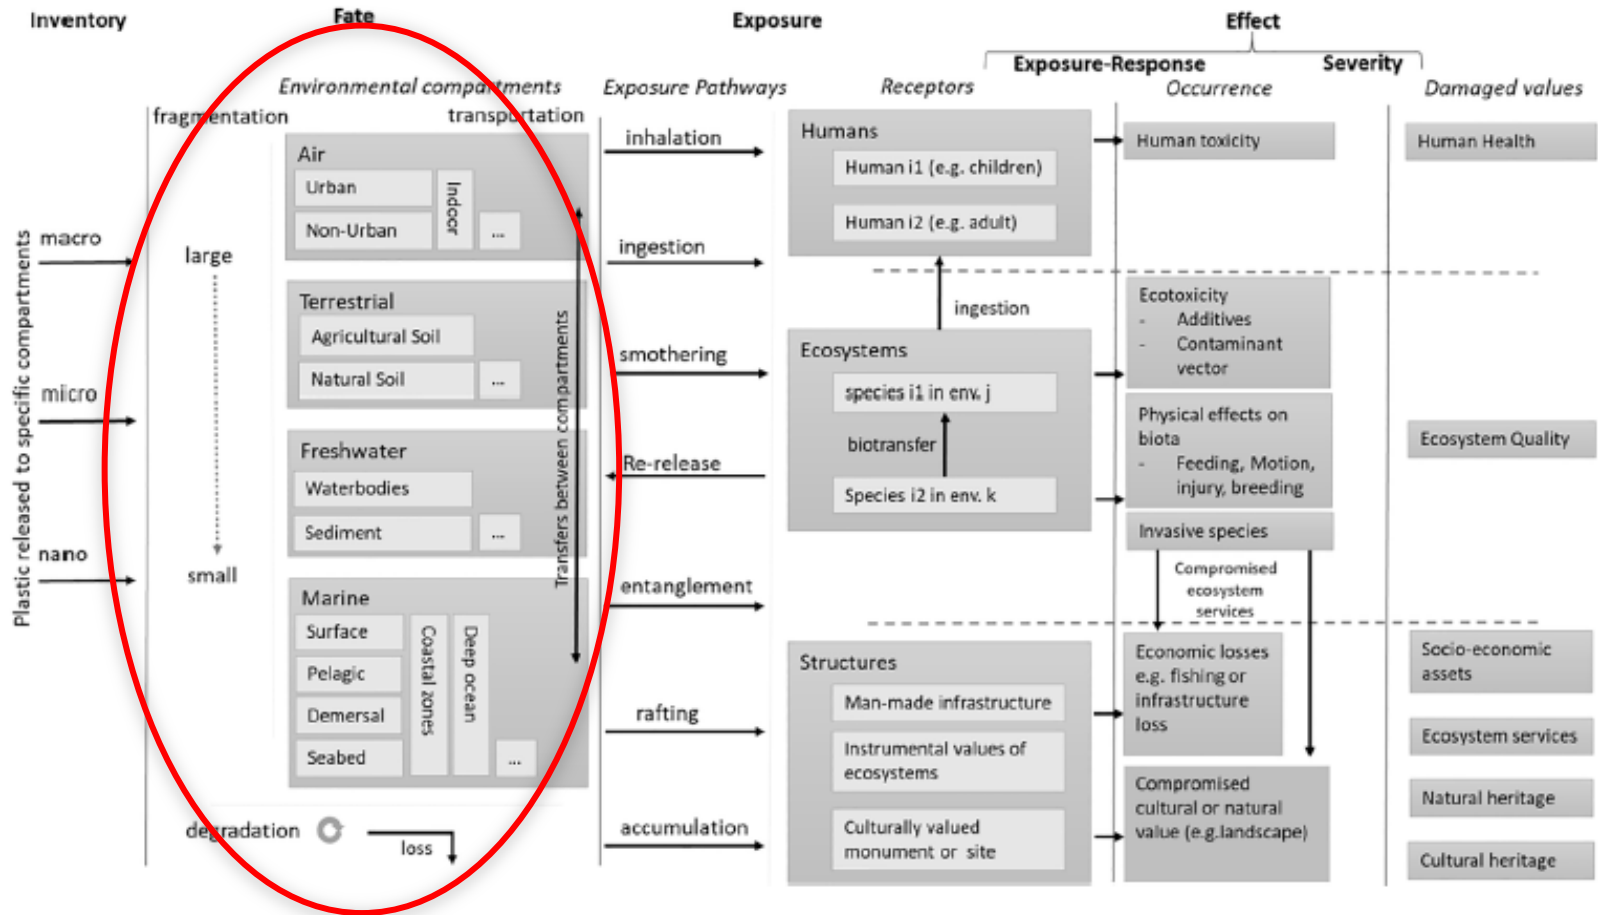 Inventory
Fate
Exposure
Effect
Exposure-Response
Severity
Environmental compartments
Exposure Pathways
Receptors
Occurrence
Damaged values
fragmentation
transportation
Plastic released to specific compartments
macro
micro
nano
large
small
Air
Urban
Non-Urban
Indoor
...
Terrestrial
Agricultural Soil
Natural Soil
...
Freshwater
Waterbodies
Sediment
...
Marine
Surface
Pelagic
Demersal
Seabed
Coastal zones
Deep ocean
...
Transfers between compartments
degradation
loss
inhalation
ingestion
smothering
Re-release
entanglement
rafting
accumulation
Humans
Human i1 (e.g. children)
Human i2 (e.g. adult)
ingestion
Ecosystems
species i1 in env. j
biotransfer
Species i2 in env. k
Structures
Man-made infrastructure
Instrumental values of
ecosystems
Culturally valued
monument or site
Human toxicity
Ecotoxicity
- Additives
- Contaminant
vector
Physical effects on
biota
- Feeding, Motion,
injury, breeding
Invasive species
Compromised
ecosystem
services
Economic losses
e.g. fishing or
infrastructure
loss
Compromised
cultural or natural
value (e.g.landscape)
Human Health
Ecosystem Quality
Socio-economic
assets
Ecosystem services
Natural heritage
Cultural heritage